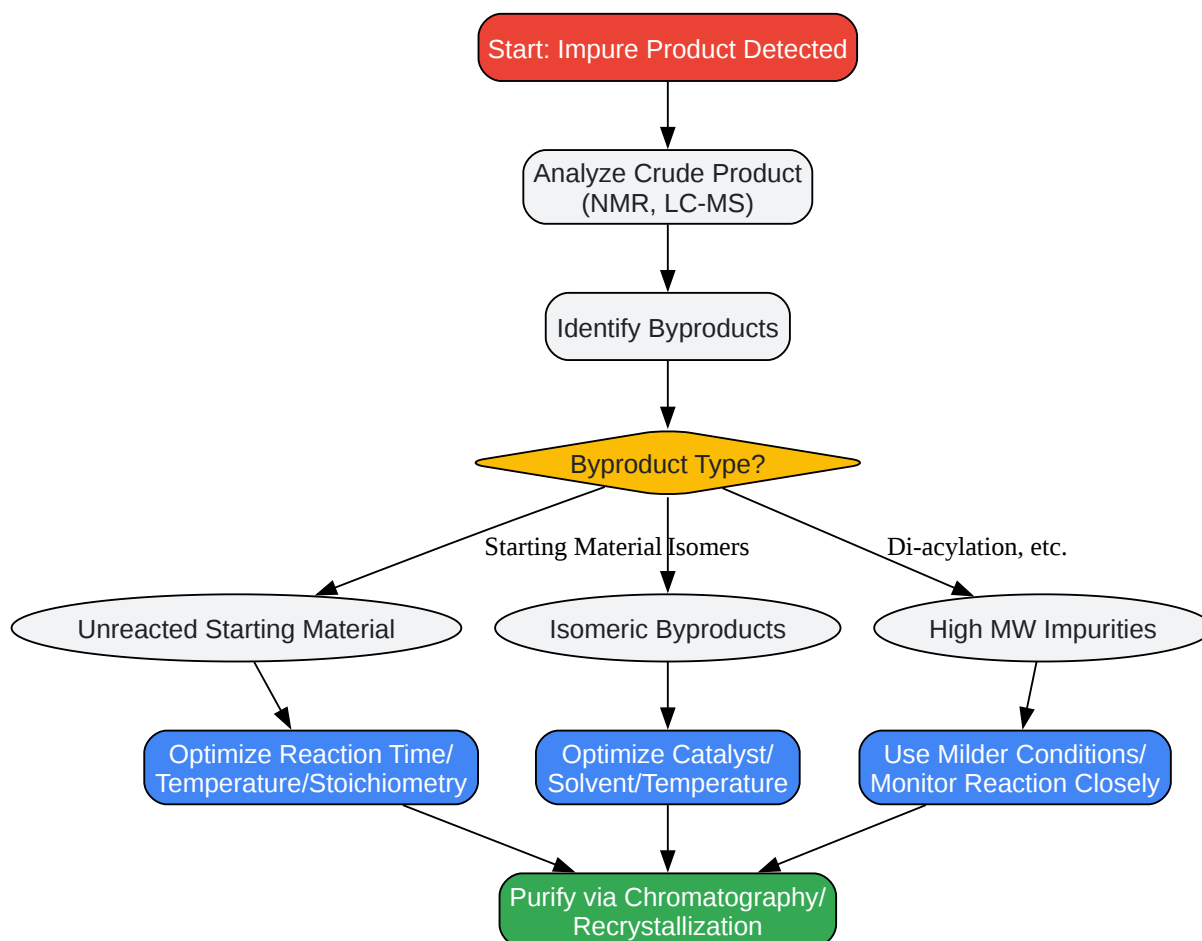 Start: Impure Product Detected
Analyze Crude Product
(NMR, LC-MS)
Identify Byproducts
Byproduct Type?
Starting Material
Isomers
Di-acylation, etc.
Unreacted Starting Material
Isomeric Byproducts
High MW Impurities
Optimize Reaction Time/
Temperature/Stoichiometry
Optimize Catalyst/
Solvent/Temperature
Use Milder Conditions/
Monitor Reaction Closely
Purify via Chromatography/
Recrystallization